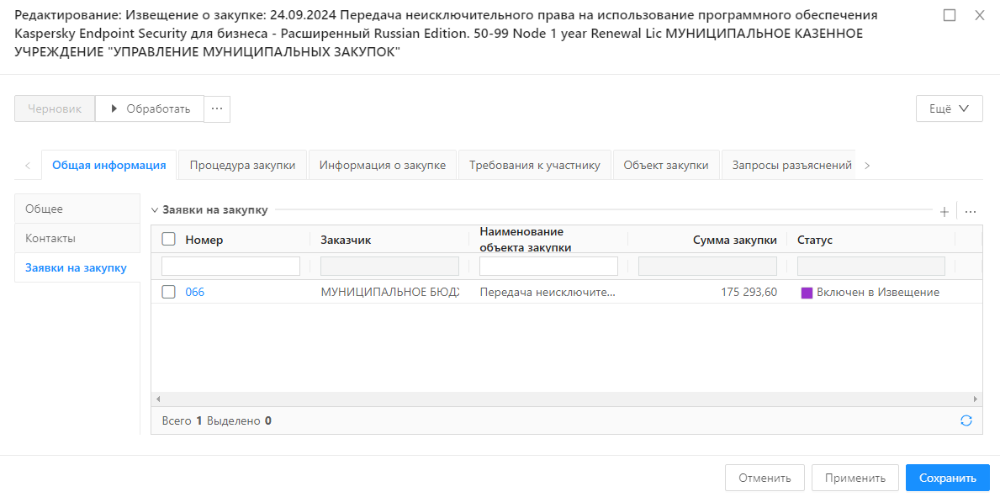 Редактирование: Извещение о закупке: 24.09.2024 Передача неисключительного права на использование программного обеспечения
Kaspersky Endpoint Security для бизнеса - Расширенный Russian Edition. 50-99 Node 1 year Renewal Lic МУНИЦИПАЛЬНОЕ КАЗЕННОЕ
УЧРЕЖДЕНИЕ "УПРАВЛЕНИЕ МУНИЦИПАЛЬНЫХ ЗАКУПОК"
Черновик Обработать ... Ещё
Общая информация Процедура закупки Информация о закупке Требования к участнику Объект закупки Запросы разъяснений
Общее
Контакты
Заявки на закупку
Заявки на закупку
Номер Заказчик Наименование объекта закупки Сумма закупки Статус
066 МУНИЦИПАЛЬНОЕ БЮДЖ Передача неисключите... 175 293,60 Включен в Извещение
Всего 1 Выделено 0
Отменить Применить Сохранить